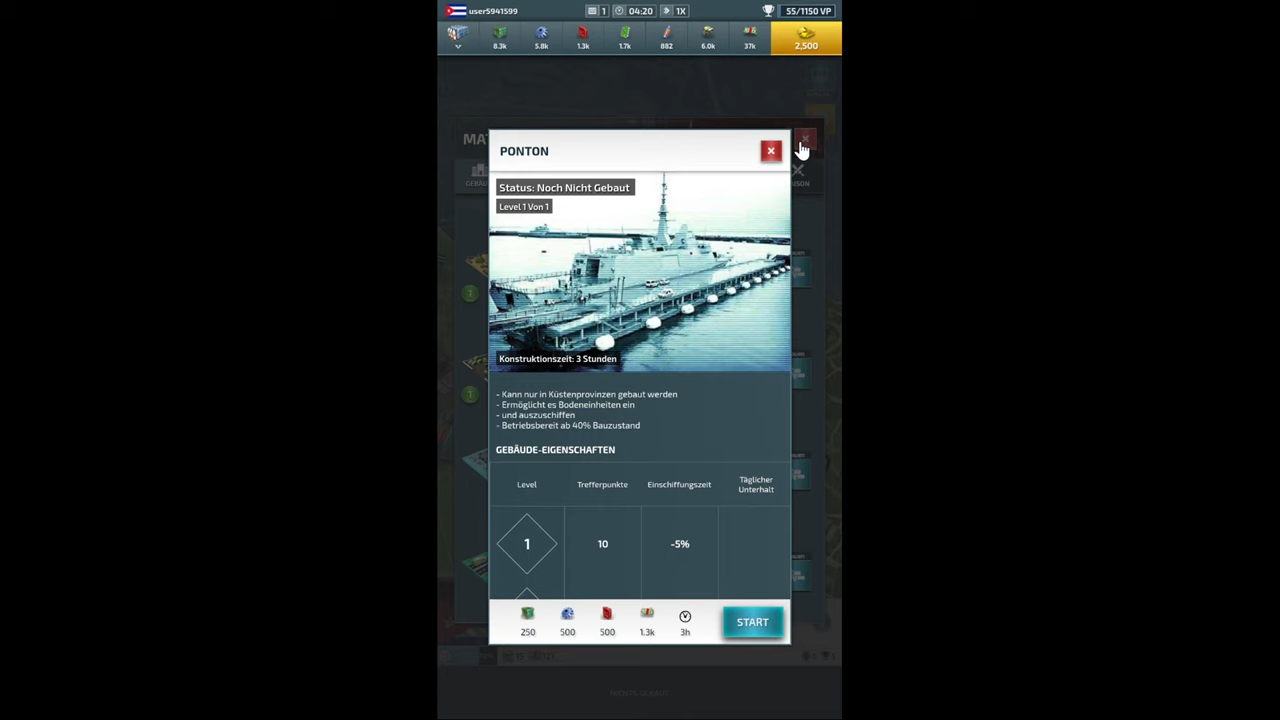 user5941599
1
04:20
1X
55/1150 VP
8.3k
5.8k
1.3k
1.7k
882
6.0k
37k
2,500
MA
PONTON
Status: Noch Nicht Gebaut
Level 1 Von 1
Konstruktionszeit: 3 Stunden
- Kann nur in Küstenprovinzen gebaut werden
- Ermöglicht es Bodeneinheiten ein
- und auszuschiffen
- Betriebsbereit ab 40% Bauzustand
GEBÄUDE-EIGENSCHAFTEN
Level
Trefferpunkte
Einschiffungszeit
Täglicher
Unterhalt
1
10
-5%
250
500
500
1.3k
3h
START
NICHTS GEBAUT